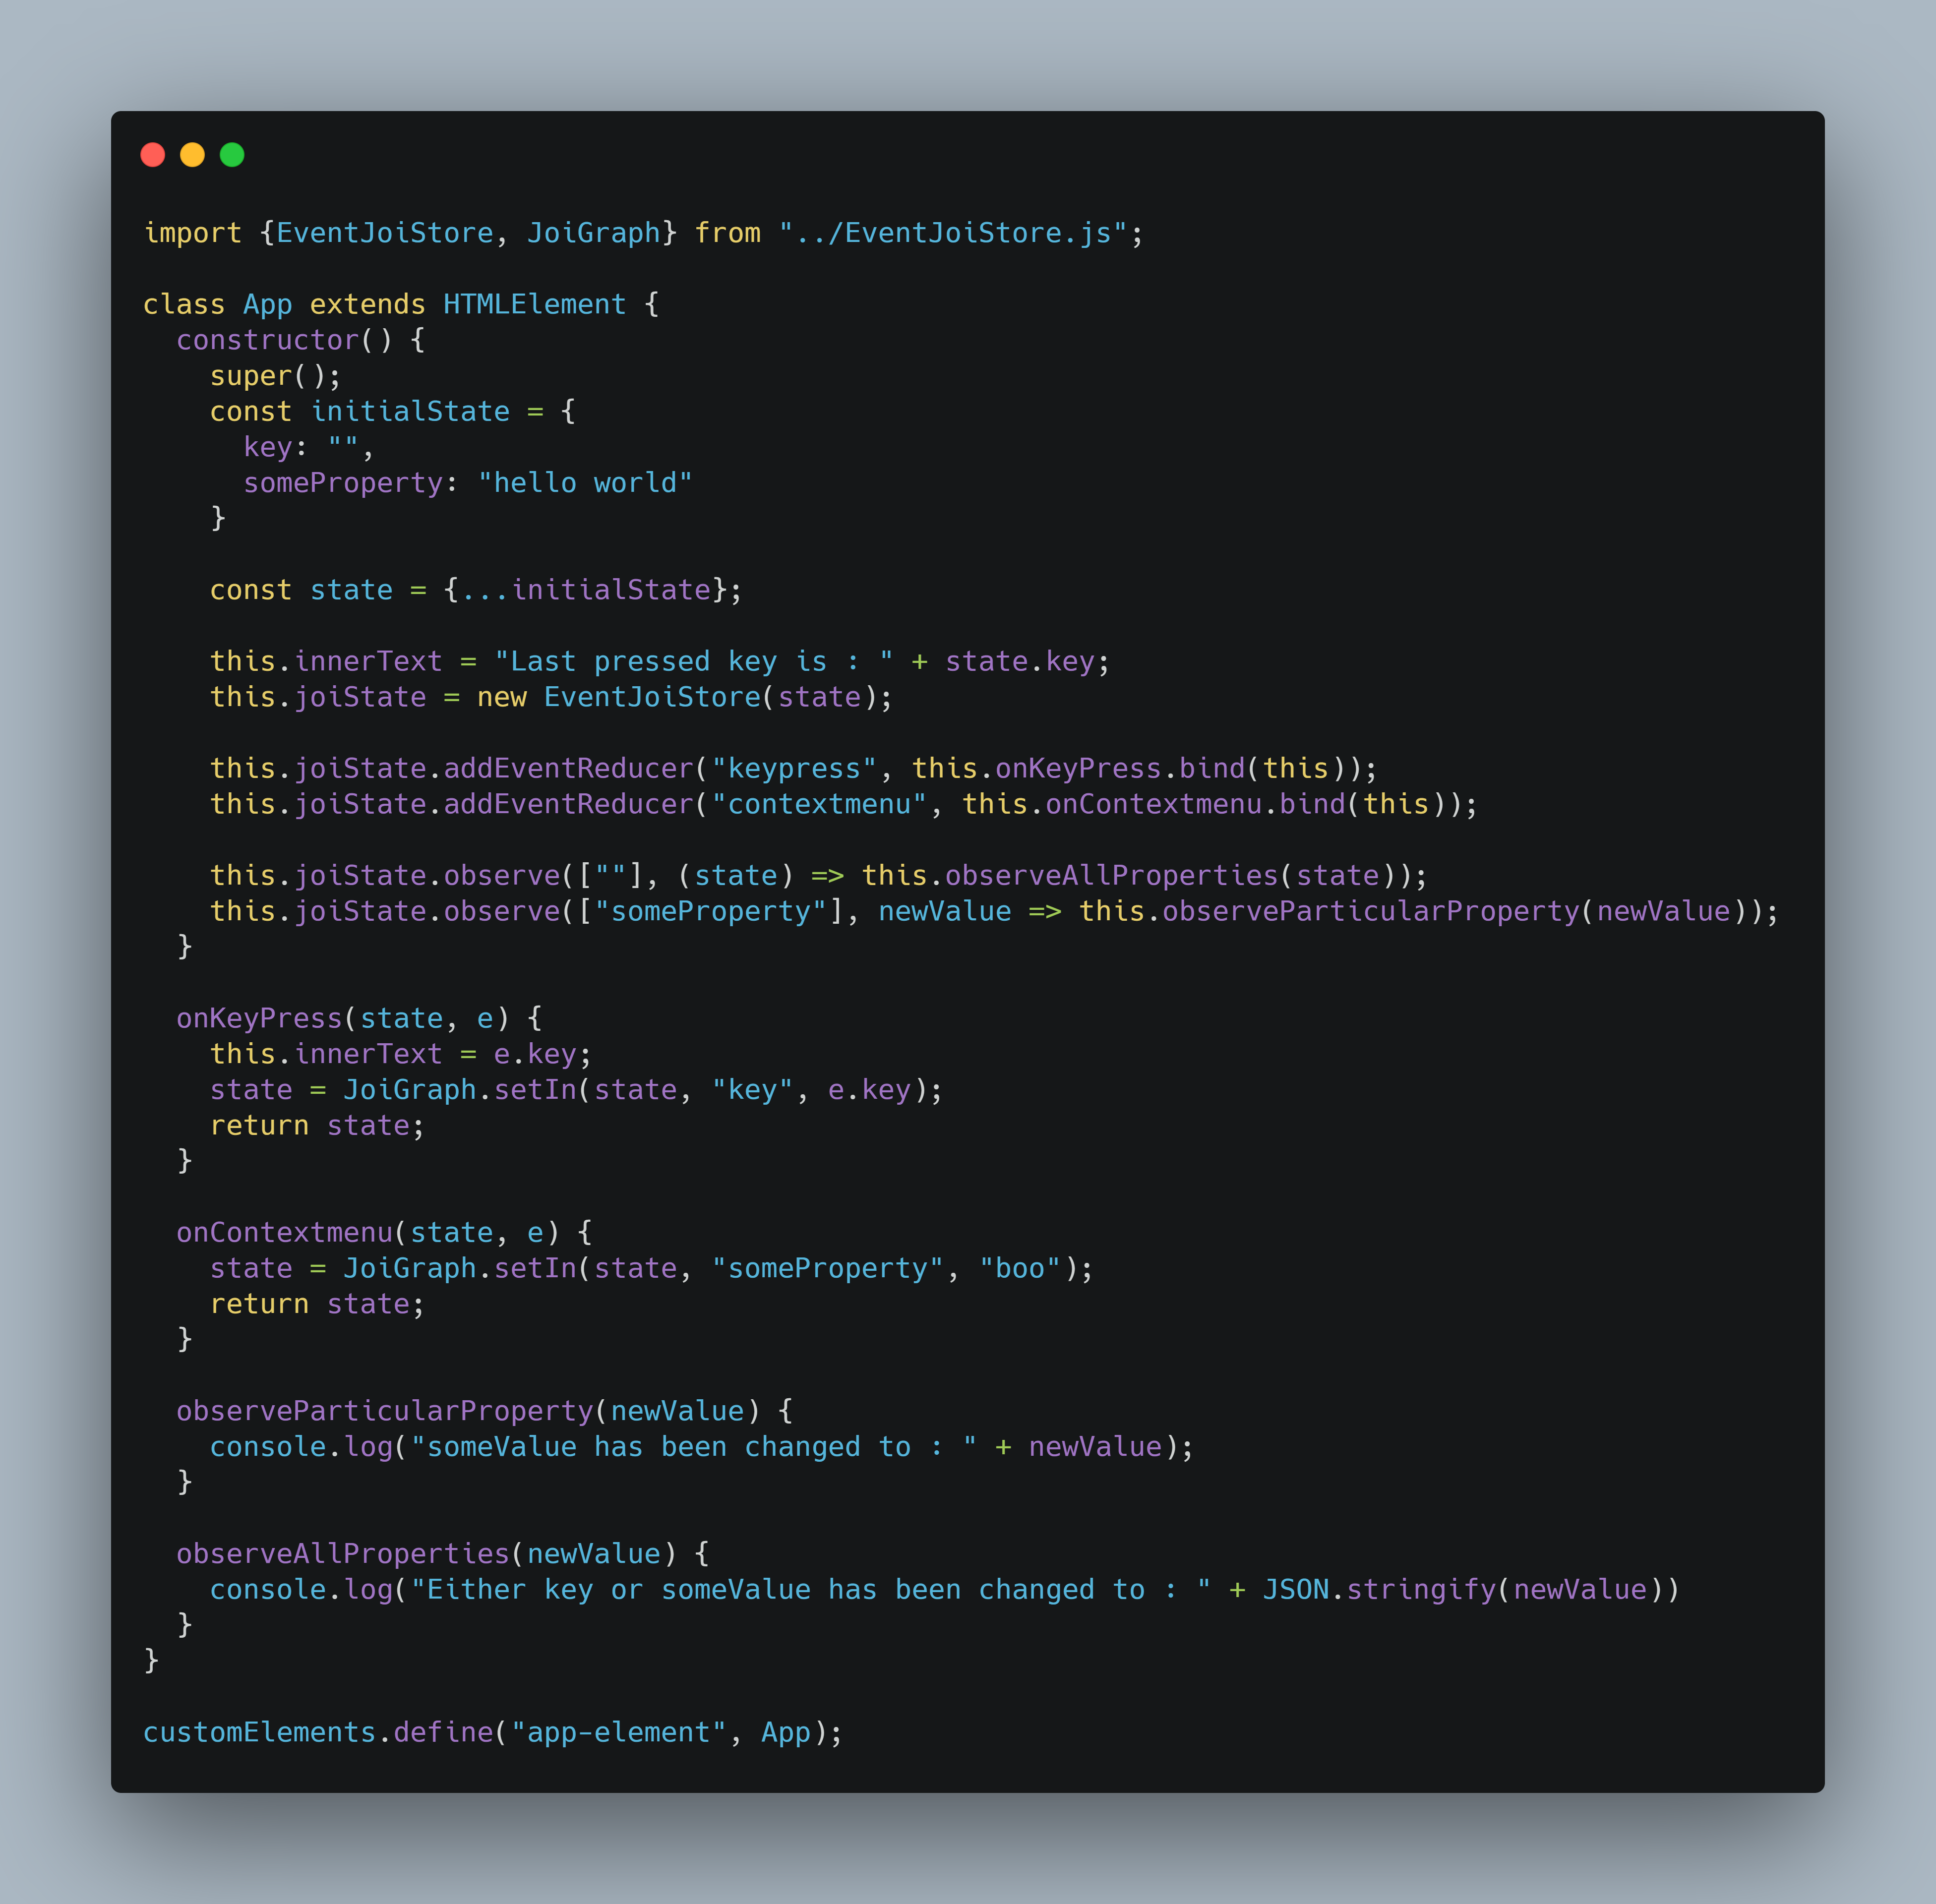 import {EventJoiStore, JoiGraph} from "../EventJoiStore.js";

class App extends HTMLElement {
  constructor() {
    super();
    const initialState = {
      key: "",
      someProperty: "hello world"
    }

    const state = {...initialState};

    this.innerText = "Last pressed key is : " + state.key;
    this.joiState = new EventJoiStore(state);

    this.joiState.addEventReducer("keypress", this.onKeyPress.bind(this));
    this.joiState.addEventReducer("contextmenu", this.onContextmenu.bind(this));

    this.joiState.observe([""], (state) => this.observeAllProperties(state));
    this.joiState.observe(["someProperty"], newValue => this.observeParticularProperty(newValue));
  }

  onKeyPress(state, e) {
    this.innerText = e.key;
    state = JoiGraph.setIn(state, "key", e.key);
    return state;
  }

  onContextmenu(state, e) {
    state = JoiGraph.setIn(state, "someProperty", "boo");
    return state;
  }

  observeParticularProperty(newValue) {
    console.log("someValue has been changed to : " + newValue);
  }

  observeAllProperties(newValue) {
    console.log("Either key or someValue has been changed to : " + JSON.stringify(newValue))
  }
}

customElements.define("app-element", App);